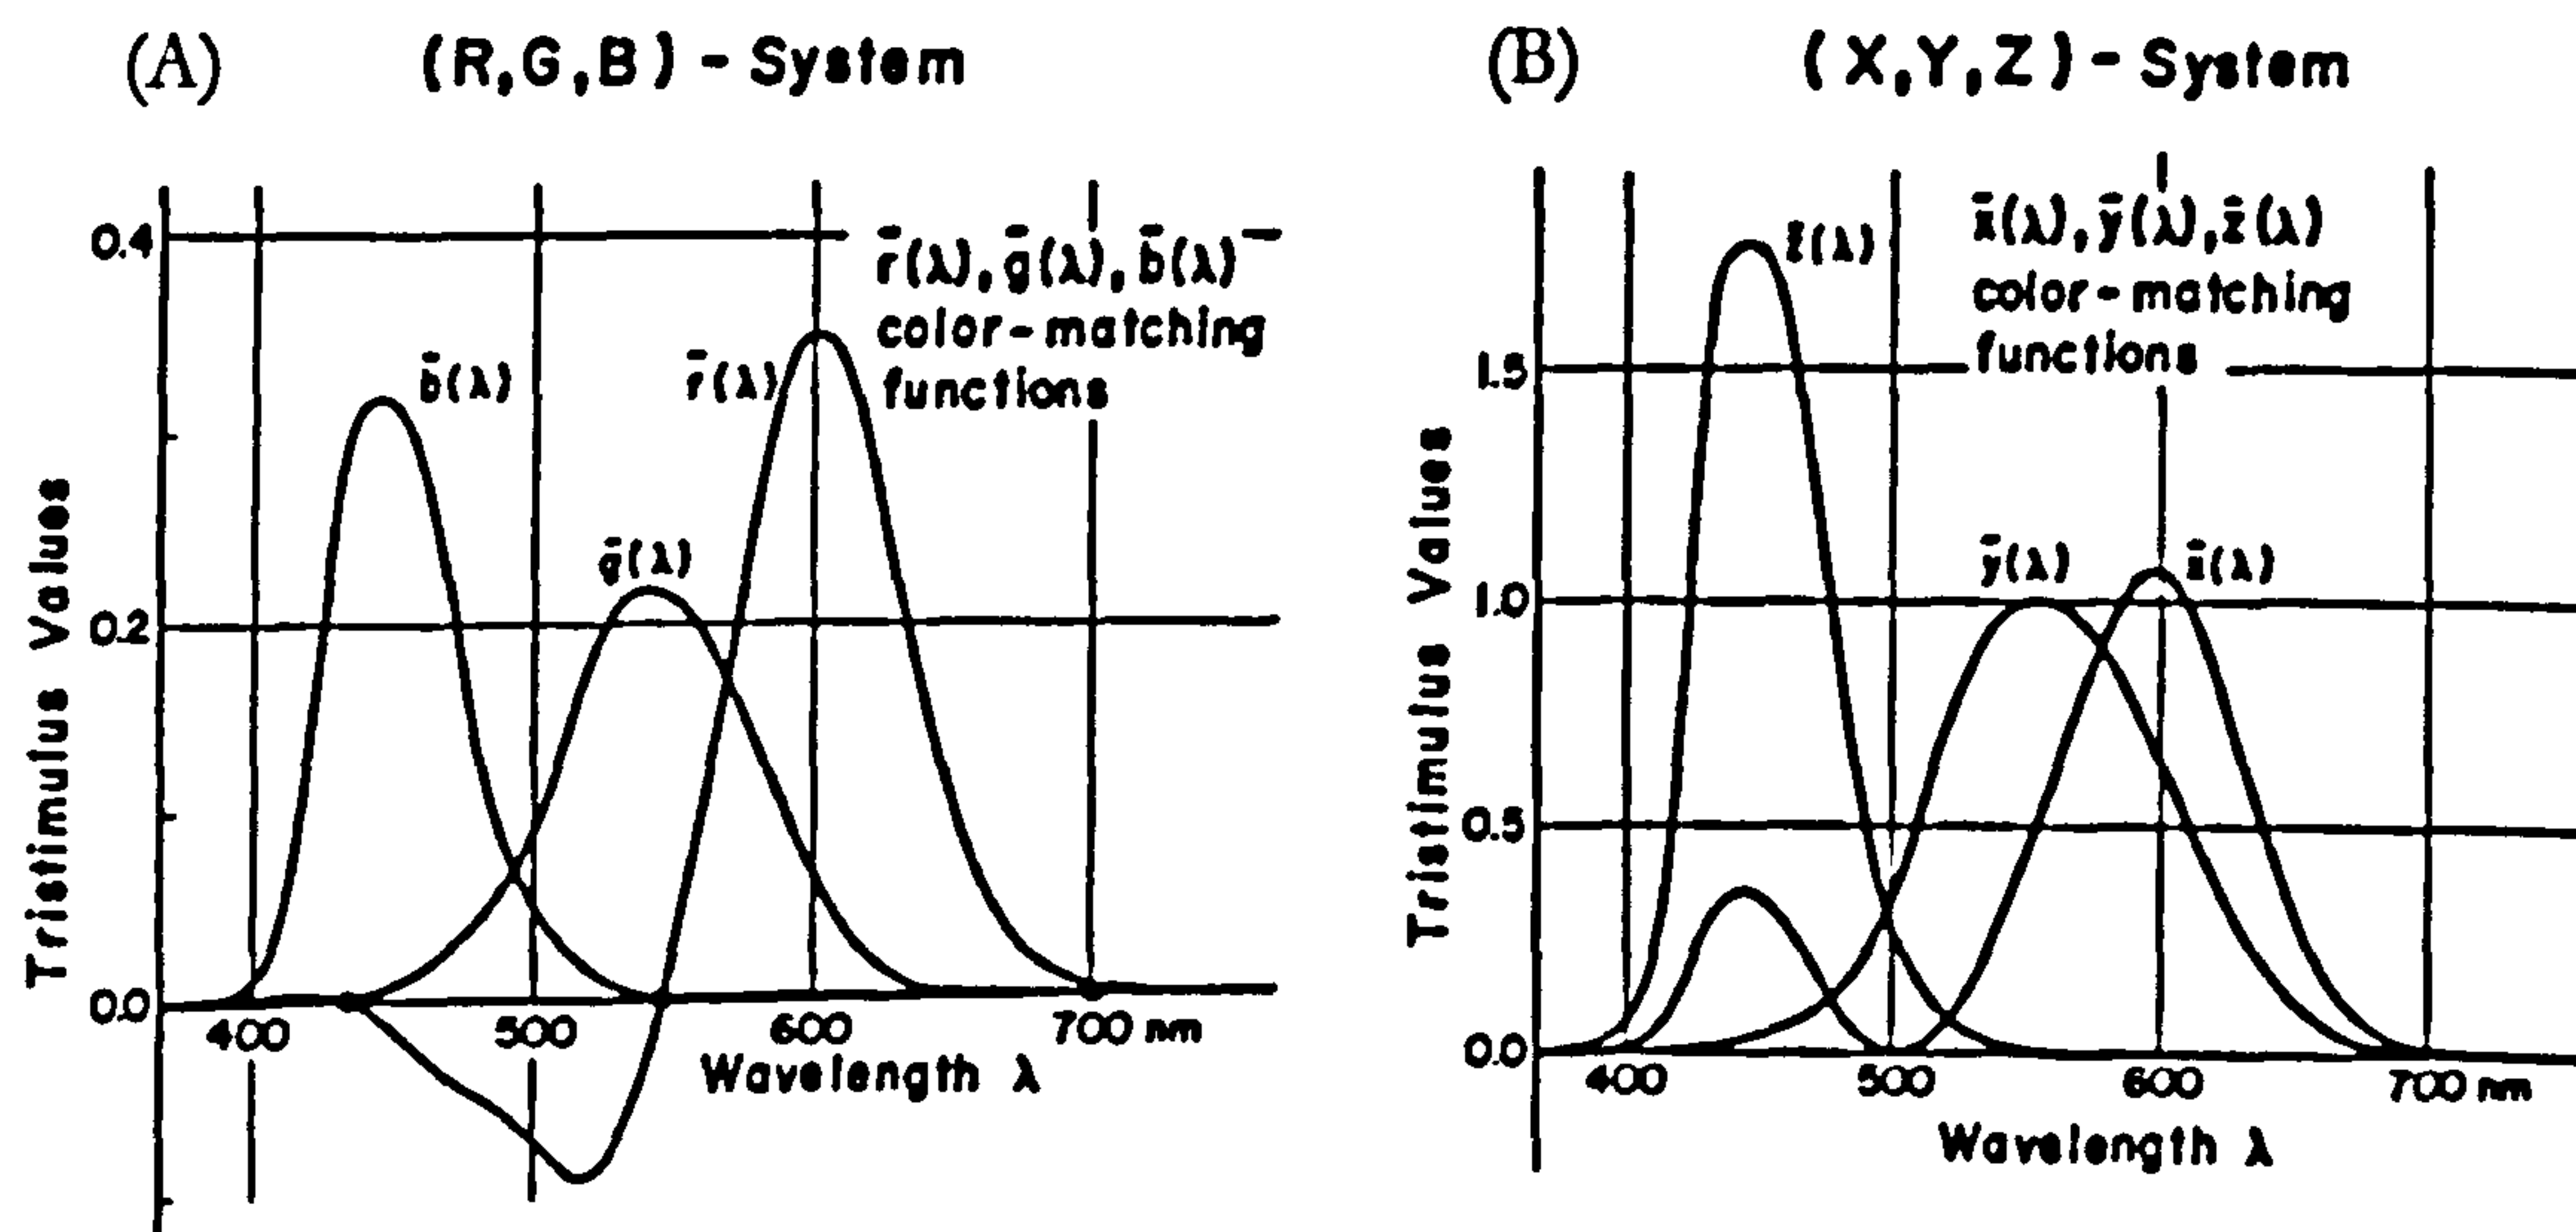 (A) (R,G,B) - System
0.4
r̄(λ), ḡ(λ), b̄(λ)
color-matching
functions
b̄(λ)
r̄(λ)
ḡ(λ)
0.2
0.0
400 500 600 700 nm
Wavelength λ
Tristimulus Values
(B) (X,Y,Z) - System
x̄(λ), ȳ(λ), z̄(λ)
color-matching
functions
z̄(λ)
1.5
ȳ(λ)
x̄(λ)
1.0
0.5
0.0
400 500 600 700 nm
Wavelength λ
Tristimulus Values